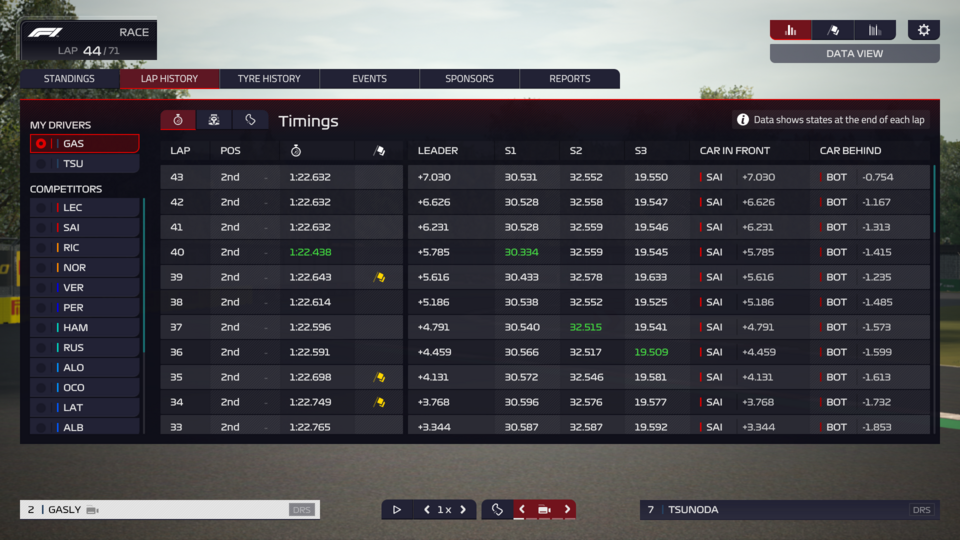 F1 RACE
LAP 44/71
DATA VIEW
STANDINGS LAP HISTORY TYRE HISTORY EVENTS SPONSORS REPORTS
MY DRIVERS
GAS
TSU
COMPETITORS
LEC
SAI
RIC
NOR
VER
PER
HAM
RUS
ALO
OCO
LAT
ALB
Timings
i Data shows states at the end of each lap
LAP POS LEADER S1 S2 S3 CAR IN FRONT CAR BEHIND
43 2nd - 1:22.632 +7.030 30.531 32.552 19.550 SAI +7.030 BOT -0.754
42 2nd - 1:22.632 +6.626 30.528 32.558 19.547 SAI +6.626 BOT -1.167
41 2nd - 1:22.632 +6.231 30.528 32.559 19.546 SAI +6.231 BOT -1.313
40 2nd - 1:22.438 +5.785 30.334 32.559 19.545 SAI +5.785 BOT -1.415
39 2nd - 1:22.643 +5.616 30.433 32.578 19.633 SAI +5.616 BOT -1.235
38 2nd - 1:22.614 +5.186 30.538 32.552 19.525 SAI +5.186 BOT -1.485
37 2nd - 1:22.596 +4.791 30.540 32.515 19.541 SAI +4.791 BOT -1.573
36 2nd - 1:22.591 +4.459 30.566 32.517 19.509 SAI +4.459 BOT -1.599
35 2nd - 1:22.698 +4.131 30.572 32.546 19.581 SAI +4.131 BOT -1.613
34 2nd - 1:22.749 +3.768 30.596 32.576 19.577 SAI +3.768 BOT -1.732
33 2nd - 1:22.765 +3.344 30.587 32.587 19.592 SAI +3.344 BOT -1.853
2 GASLY DRS
1x
7 TSUNODA DRS